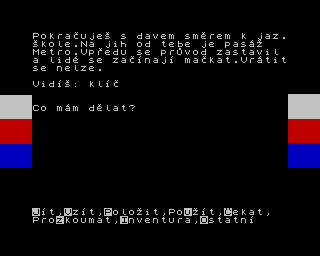 Pokračuješ s davem směrem k jaz.
škole.Na jih od tebe je pasáž
Metro.Vpředu se průvod zastavil
a lidé se začínají mačkat.Vrátit
se nelze.
Vidíš: Klíč
Co mám dělat?
Jít,Vzít,Položit,Použít,Čekat,
Prozkoumat,Inventura,Ostatní